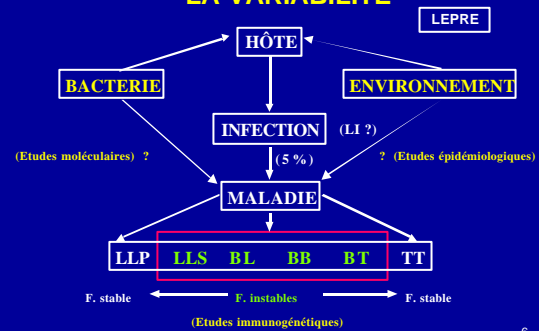 LA VARIABILITE
LEPRE
HÔTE
BACTERIE
ENVIRONNEMENT
INFECTION (LI ?)
(Etudes moléculaires) ?
(5 %)
? (Etudes épidémiologiques)
MALADIE
LLP LLS BL BB BT TT
F. stable F. instables F. stable
(Etudes immunogénétiques)
6